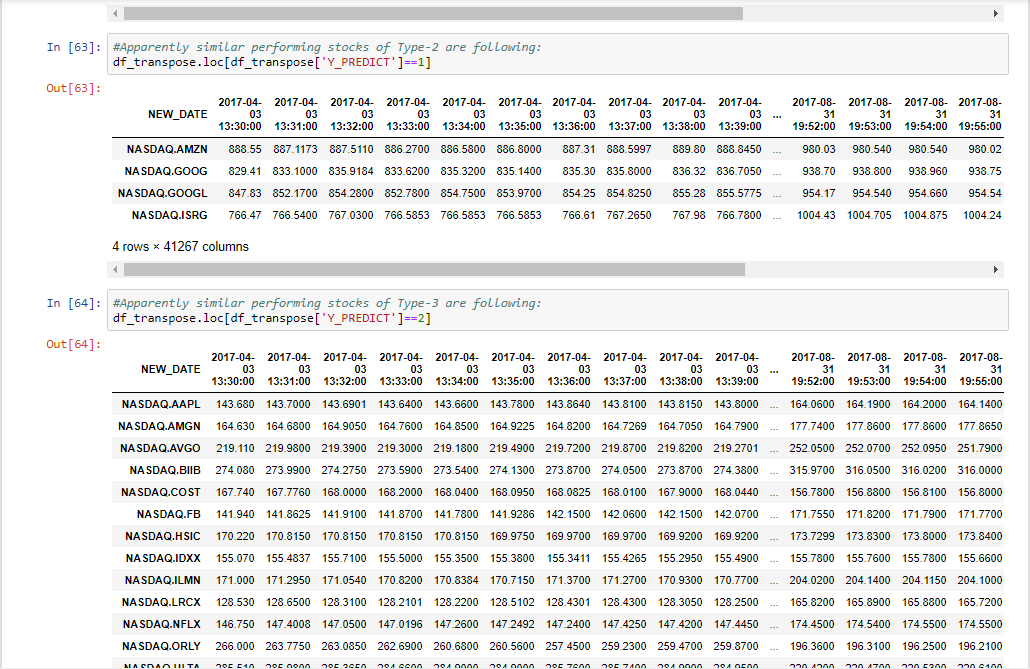 In [63]: #Apparently similar performing stocks of Type-2 are following:
df_transpose.loc[df_transpose['Y_PREDICT']==1]
Out[63]:
NEW_DATE 2017-04-03 13:30:00 2017-04-03 13:31:00 2017-04-03 13:32:00 2017-04-03 13:33:00 2017-04-03 13:34:00 2017-04-03 13:35:00 2017-04-03 13:36:00 2017-04-03 13:37:00 2017-04-03 13:38:00 2017-04-03 13:39:00 ... 2017-08-31 19:52:00 2017-08-31 19:53:00 2017-08-31 19:54:00 2017-08-31 19:55:00
NASDAQ.AMZN 888.55 887.1173 887.5110 886.2700 886.5800 886.8000 887.31 888.5997 889.80 888.8450 ... 980.03 980.540 980.540 980.02
NASDAQ.GOOG 829.41 833.1000 835.9184 833.6200 835.3200 835.1400 835.30 835.8000 836.32 836.7050 ... 938.70 938.800 938.960 938.75
NASDAQ.GOOGL 847.83 852.1700 854.2800 852.7800 854.7500 853.9700 854.25 854.8250 855.28 855.5775 ... 954.17 954.540 954.660 954.54
NASDAQ.ISRG 766.47 766.5400 767.0300 766.5853 766.5853 766.5853 766.61 767.2650 767.98 766.7800 ... 1004.43 1004.705 1004.875 1004.24
4 rows × 41267 columns
In [64]: #Apparently similar performing stocks of Type-3 are following:
df_transpose.loc[df_transpose['Y_PREDICT']==2]
Out[64]:
NEW_DATE 2017-04-03 13:30:00 2017-04-03 13:31:00 2017-04-03 13:32:00 2017-04-03 13:33:00 2017-04-03 13:34:00 2017-04-03 13:35:00 2017-04-03 13:36:00 2017-04-03 13:37:00 2017-04-03 13:38:00 2017-04-03 13:39:00 ... 2017-08-31 19:52:00 2017-08-31 19:53:00 2017-08-31 19:54:00 2017-08-31 19:55:00
NASDAQ.AAPL 143.680 143.7000 143.6901 143.6400 143.6600 143.7800 143.8640 143.8100 143.8150 143.8000 ... 164.0600 164.1900 164.2000 164.1400
NASDAQ.AMGN 164.630 164.6800 164.9050 164.7600 164.8500 164.9225 164.8200 164.7269 164.7050 164.7900 ... 177.7400 177.8600 177.8600 177.8650
NASDAQ.AVGO 219.110 219.9800 219.3900 219.3000 219.1800 219.4900 219.7200 219.8700 219.8200 219.2701 ... 252.0500 252.0700 252.0950 251.7900
NASDAQ.BIIB 274.080 273.9900 274.2750 273.5900 273.5400 274.1300 273.8700 274.0500 273.8700 274.3800 ... 315.9700 316.0500 316.0200 316.0000
NASDAQ.COST 167.740 167.7760 168.0000 168.2000 168.0400 168.0950 168.0825 168.0100 167.9000 168.0440 ... 156.7800 156.8800 156.8100 156.8000
NASDAQ.FB 141.940 141.8625 141.9100 141.8700 141.7800 141.9286 142.1500 142.0600 142.1500 142.0700 ... 171.7550 171.8200 171.7900 171.7700
NASDAQ.HSIC 170.220 170.8150 170.8150 170.8150 170.8150 169.9750 169.9700 169.9700 169.9200 169.9200 ... 173.7299 173.8300 173.8000 173.8400
NASDAQ.IDXX 155.070 155.4837 155.7100 155.5000 155.3500 155.3800 155.3411 155.4265 155.2950 155.4900 ... 155.7800 155.7600 155.7800 155.6600
NASDAQ.ILMN 171.000 171.2950 171.0540 170.8200 170.8384 170.7150 171.3700 171.2700 170.9300 170.7700 ... 204.0200 204.1400 204.1150 204.1000
NASDAQ.LRCX 128.530 128.6500 128.3100 128.2101 128.2200 128.5102 128.4301 128.4300 128.3050 128.2500 ... 165.8200 165.8900 165.8800 165.7200
NASDAQ.NFLX 146.750 147.4008 147.0500 147.0196 147.2600 147.2492 147.2400 147.4250 147.4200 147.4450 ... 174.4500 174.5400 174.5500 174.5500
NASDAQ.ORLY 266.000 263.7750 263.0850 262.6900 260.6800 260.5600 257.4500 259.2300 259.4700 259.8700 ... 196.3600 196.3100 196.2500 196.2100